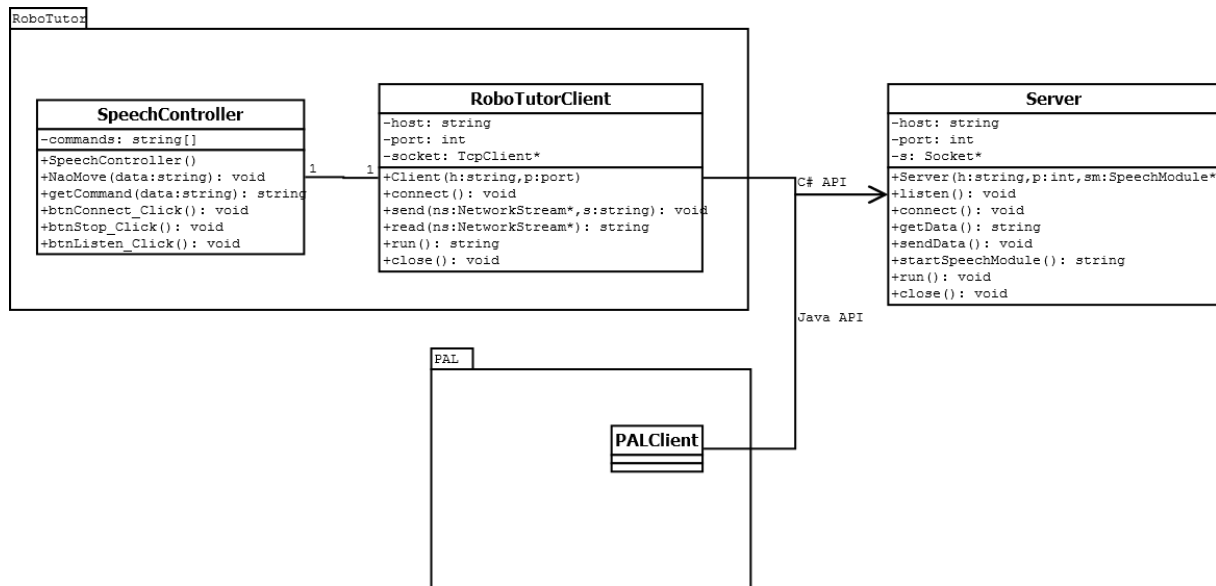 RoboTutor
SpeechController
-commands: string[]
+SpeechController()
+NaoMove(data:string): void
+getCommand(data:string): string
+btnConnect_Click(): void
+btnStop_Click(): void
+btnListen_Click(): void
1
1
RoboTutorClient
-host: string
-port: int
-socket: TcpClient*
+Client(h:string,p:port)
+connect(): void
+send(ns:NetworkStream*,s:string): void
+read(ns:NetworkStream*): string
+run(): string
+close(): void
C# API
Server
-host: string
-port: int
-s: Socket*
+Server(h:string,p:int,sm:SpeechModule*
+listen(): void
+connect(): void
+getData(): string
+sendData(): void
+startSpeechModule(): string
+run(): void
+close(): void
Java API
PAL
PALClient